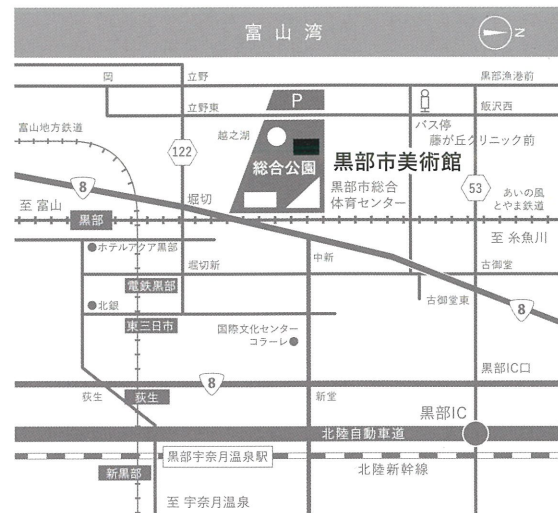 富山湾
N
岡
立野
黒部漁港前
P
立野東
飯沢西
富山地方鉄道
越之湖
バス停
藤が丘クリニック前
122
総合公園
黒部市美術館
黒部市総合
体育センター
53
8
堀切
あいの風
とやま鉄道
至 富山
黒部
至 糸魚川
ホテルアクア黒部
中新
堀切新
古御堂
電鉄黒部
古御堂東
8
北銀
東三日市
国際文化センター
コラーレ
黒部IC口
8
荻生
荻生
新堂
黒部IC
北陸自動車道
黒部宇奈月温泉駅
北陸新幹線
新黒部
至 宇奈月温泉